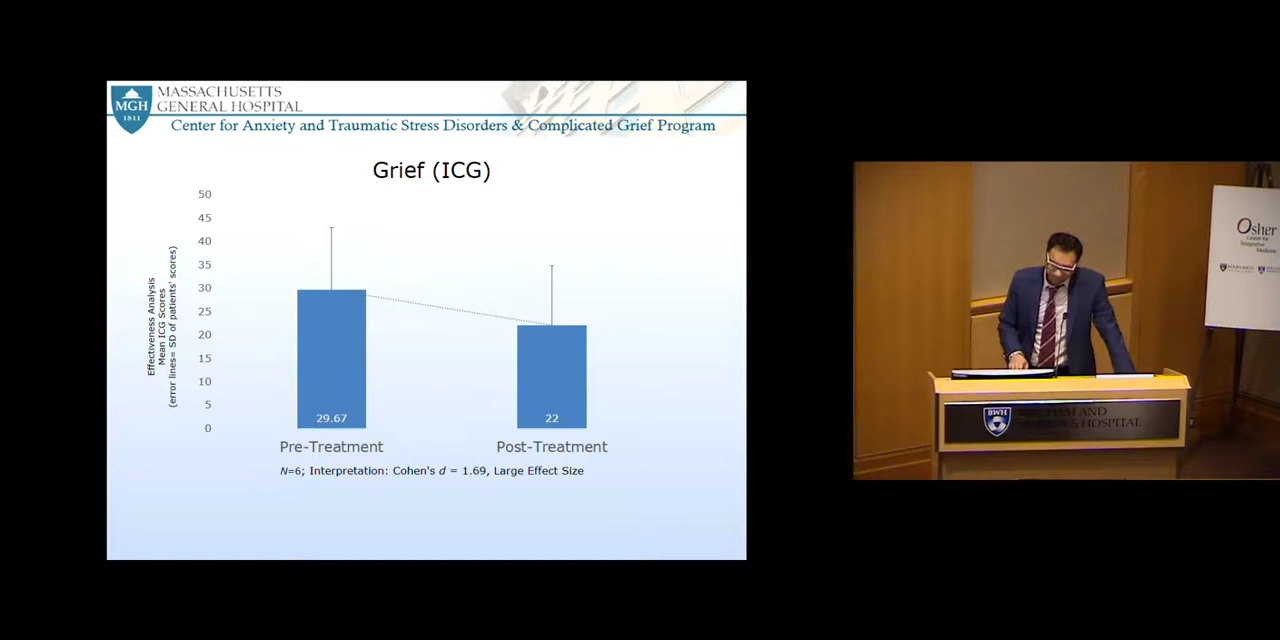 MASSACHUSETTS
GENERAL HOSPITAL
MGH
1811
Center for Anxiety and Traumatic Stress Disorders & Complicated Grief Program
Grief (ICG)
Effectiveness Analysis
Mean ICG Scores
(error lines= SD of patients' scores)
50
45
40
35
30
25
20
15
10
5
0
29.67
22
Pre-Treatment
Post-Treatment
N=6; Interpretation: Cohen's d = 1.69, Large Effect Size
Osher
Center for
Integrative
Medicine
BWH
HOSPITAL